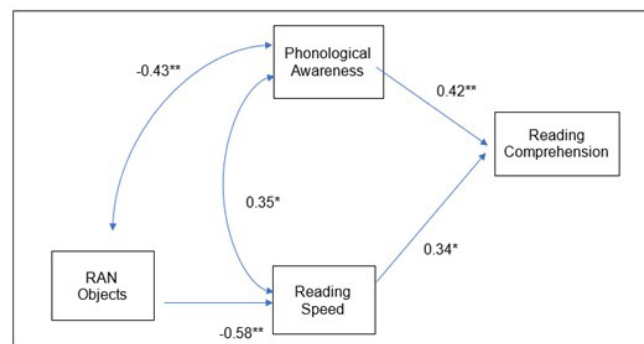 Phonological
Awareness
-0.43**
0.42**
Reading
Comprehension
0.35*
0.34*
RAN
Objects
Reading
Speed
-0.58**